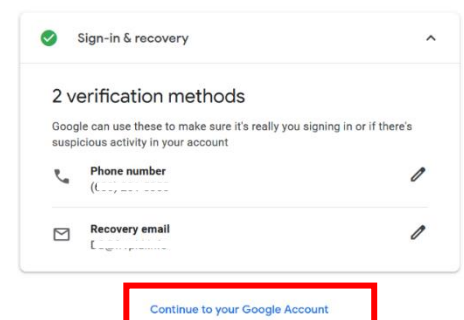 Sign-in & recovery
2 verification methods
Google can use these to make sure it's really you signing in or if there's
suspicious activity in your account
Phone number
Recovery email
Continue to your Google Account